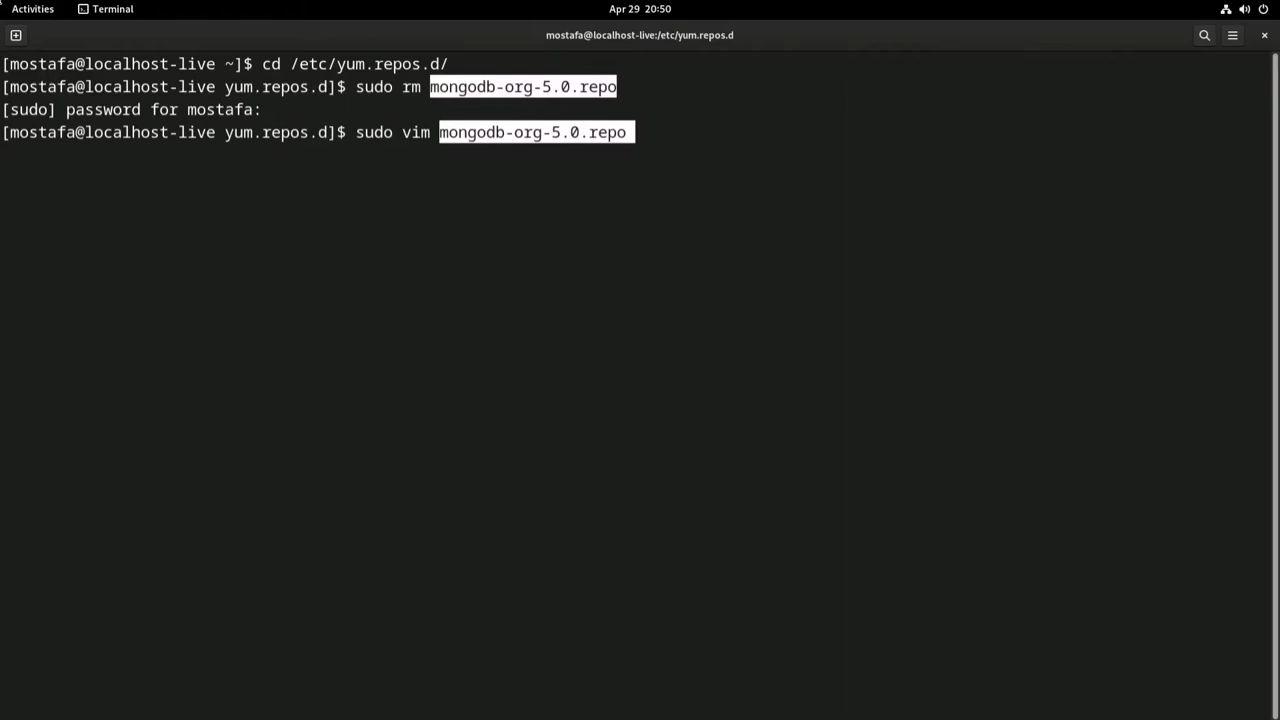 Activities Terminal Apr 29 20:50
mostafa@localhost-live:/etc/yum.repos.d
[mostafa@localhost-live ~]$ cd /etc/yum.repos.d/
[mostafa@localhost-live yum.repos.d]$ sudo rm mongodb-org-5.0.repo
[sudo] password for mostafa:
[mostafa@localhost-live yum.repos.d]$ sudo vim mongodb-org-5.0.repo